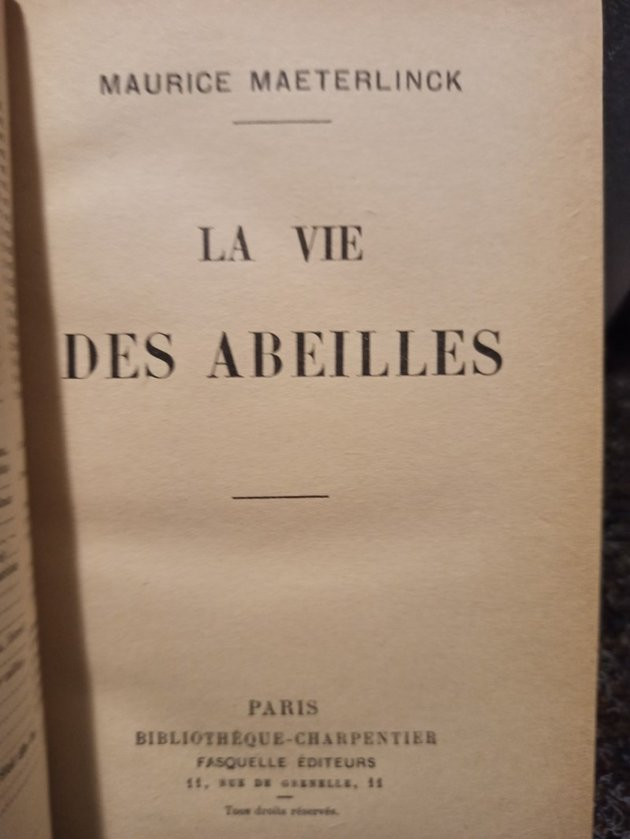 MAURICE MAETERLINCK
LA VIE
DES ABEILLES
PARIS
BIBLIOTHÈQUE-CHARPENTIER
FASQUELLE ÉDITEURS
11, RUE DE GRENELLE, 11
Tous droits réservés.